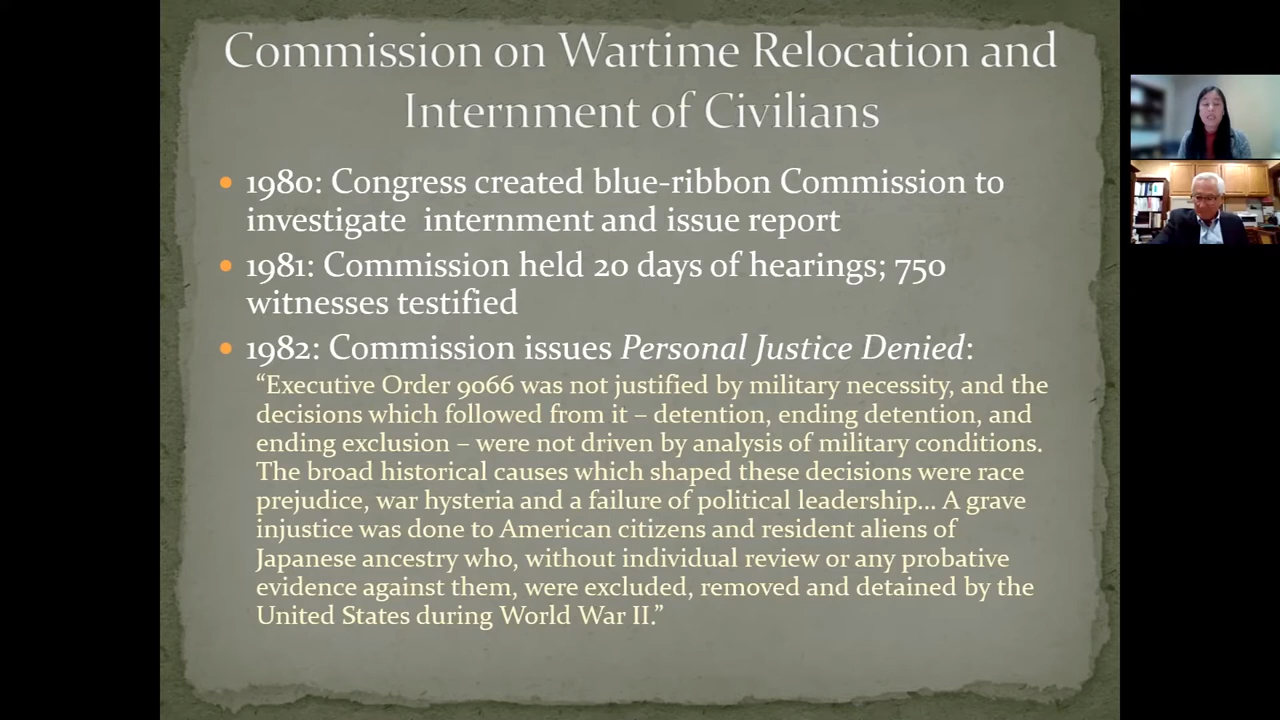 Commission on Wartime Relocation and
Internment of Civilians
• 1980: Congress created blue-ribbon Commission to
investigate internment and issue report
• 1981: Commission held 20 days of hearings; 750
witnesses testified
• 1982: Commission issues Personal Justice Denied:
“Executive Order 9066 was not justified by military necessity, and the
decisions which followed from it – detention, ending detention, and
ending exclusion – were not driven by analysis of military conditions.
The broad historical causes which shaped these decisions were race
prejudice, war hysteria and a failure of political leadership... A grave
injustice was done to American citizens and resident aliens of
Japanese ancestry who, without individual review or any probative
evidence against them, were excluded, removed and detained by the
United States during World War II.”